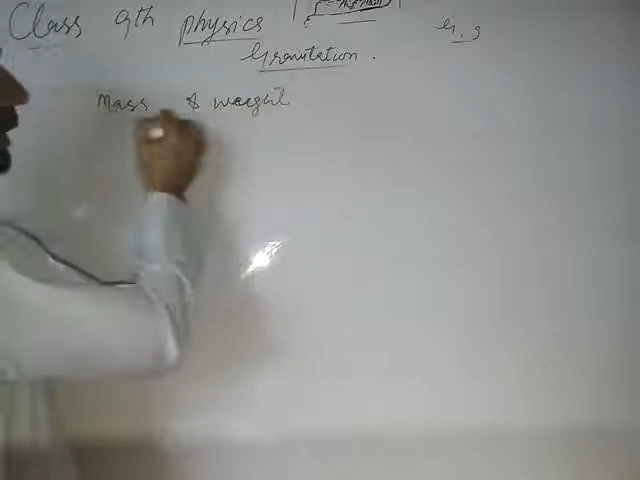 Class 9th physics
G, g
Gravitation.
Mass & weight